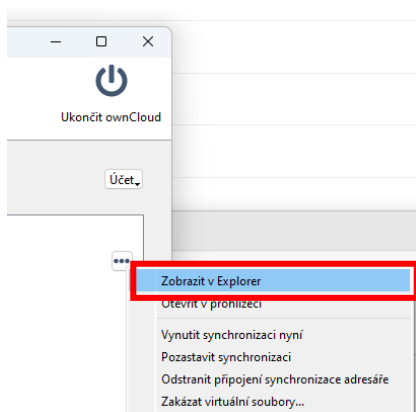 Ukončit ownCloud
Účet
Zobrazit v Explorer
Otevřít v prohlížeči
Vynutit synchronizaci nyní
Pozastavit synchronizaci
Odstranit připojení synchronizace adresáře
Zakázat virtuální soubory...